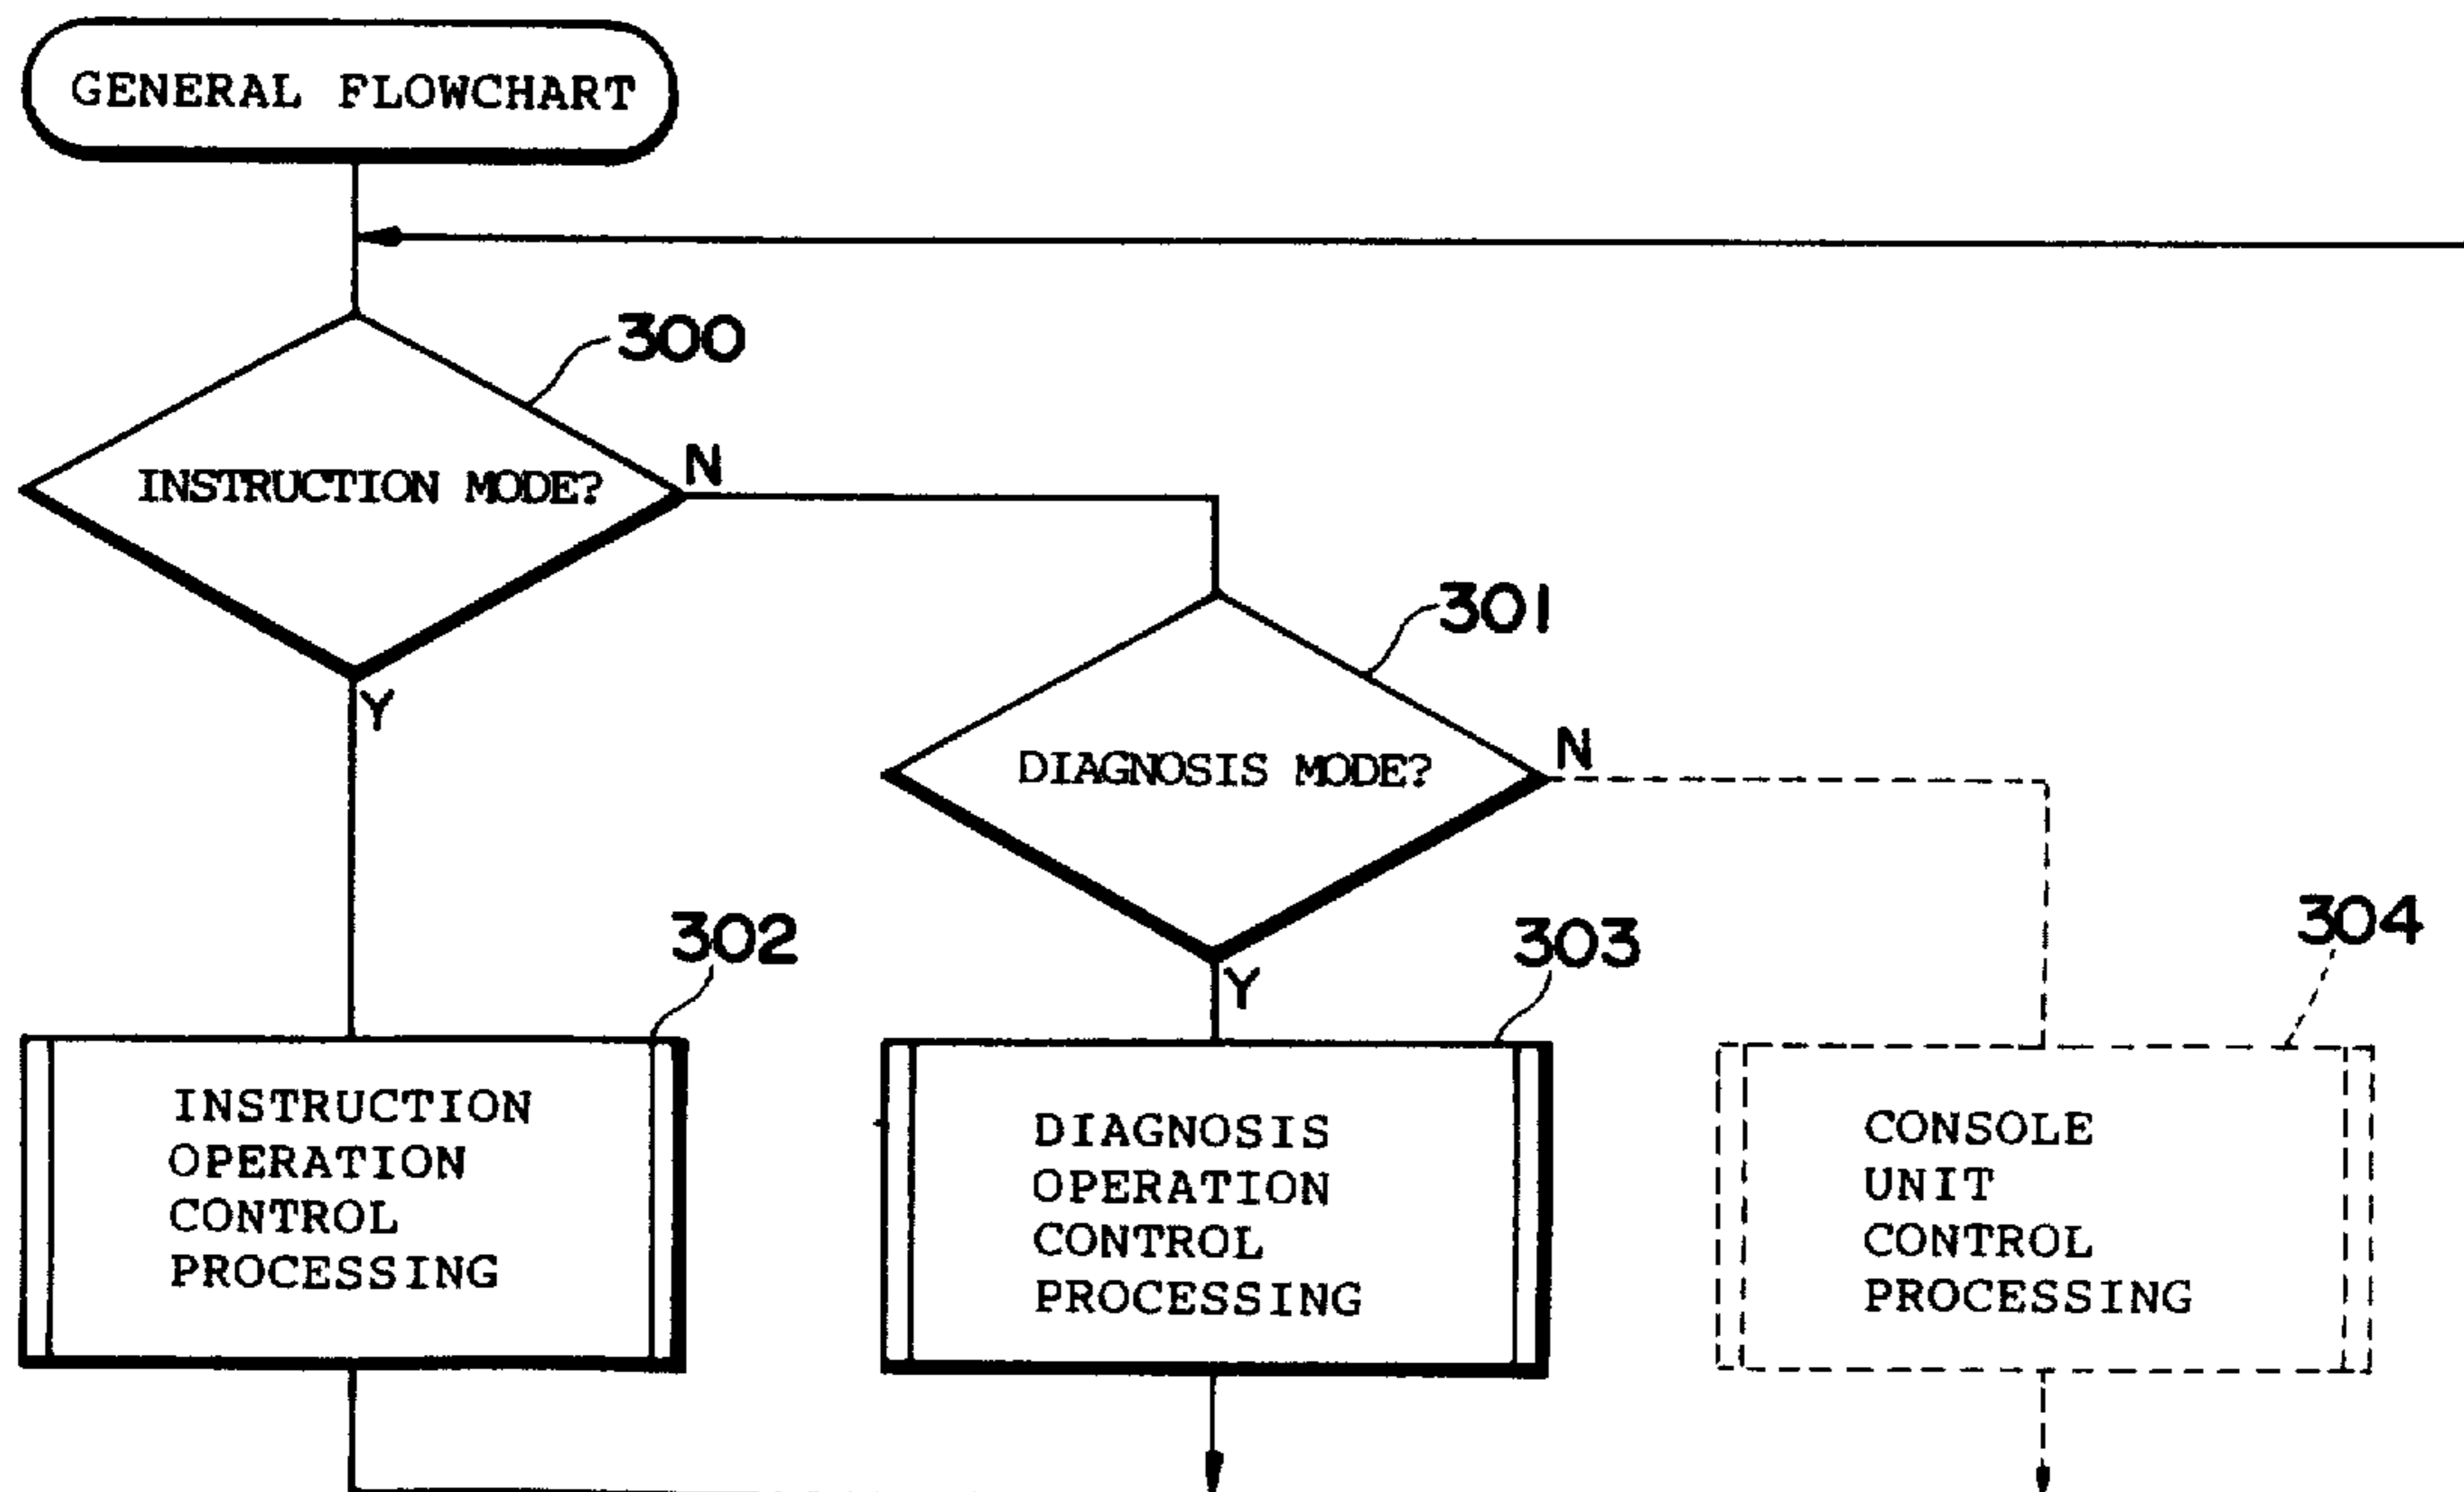 GENERAL FLOWCHART
300
INSTRUCTION MODE?
N
Y
301
DIAGNOSIS MODE?
N
Y
302
INSTRUCTION
OPERATION
CONTROL
PROCESSING
303
DIAGNOSIS
OPERATION
CONTROL
PROCESSING
304
CONSOLE
UNIT
CONTROL
PROCESSING